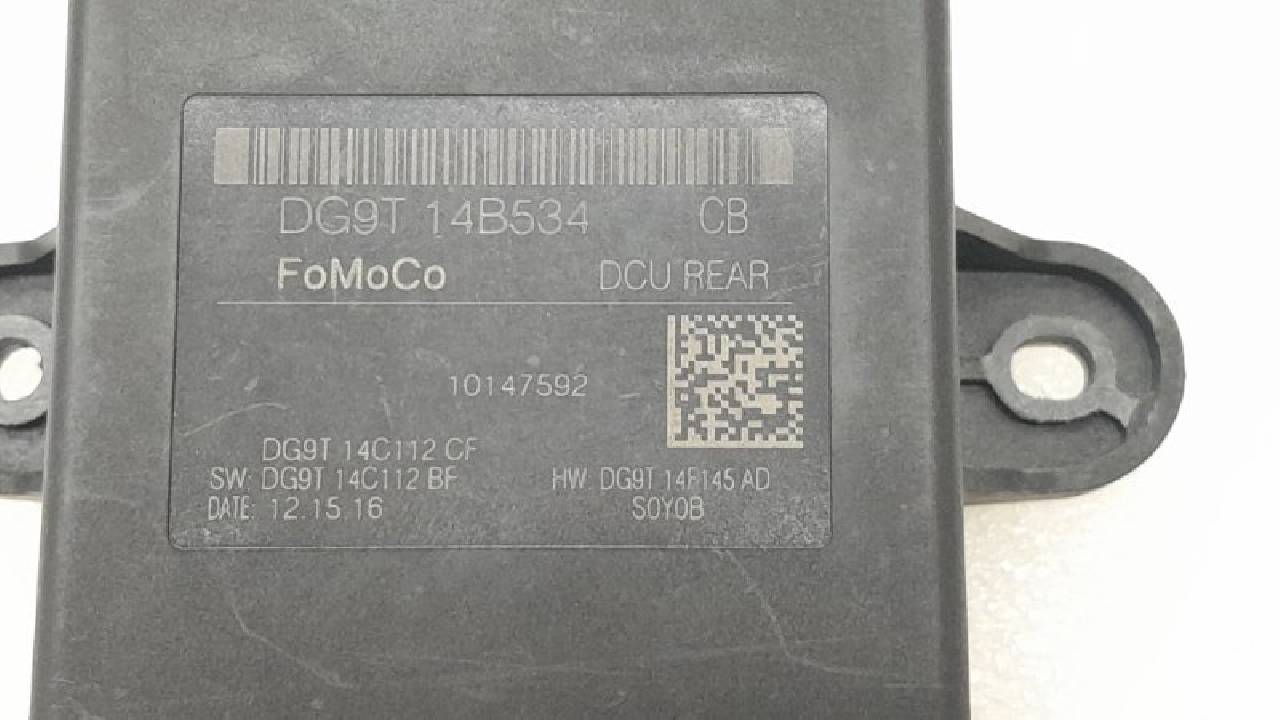 DG9T 14B534 CB
FoMoCo DCU REAR
10147592
DG9T 14C112 CF
SW: DG9T 14C112 BF HW: DG9T 14F145 AD
DATE: 12.15.16 S0Y0B